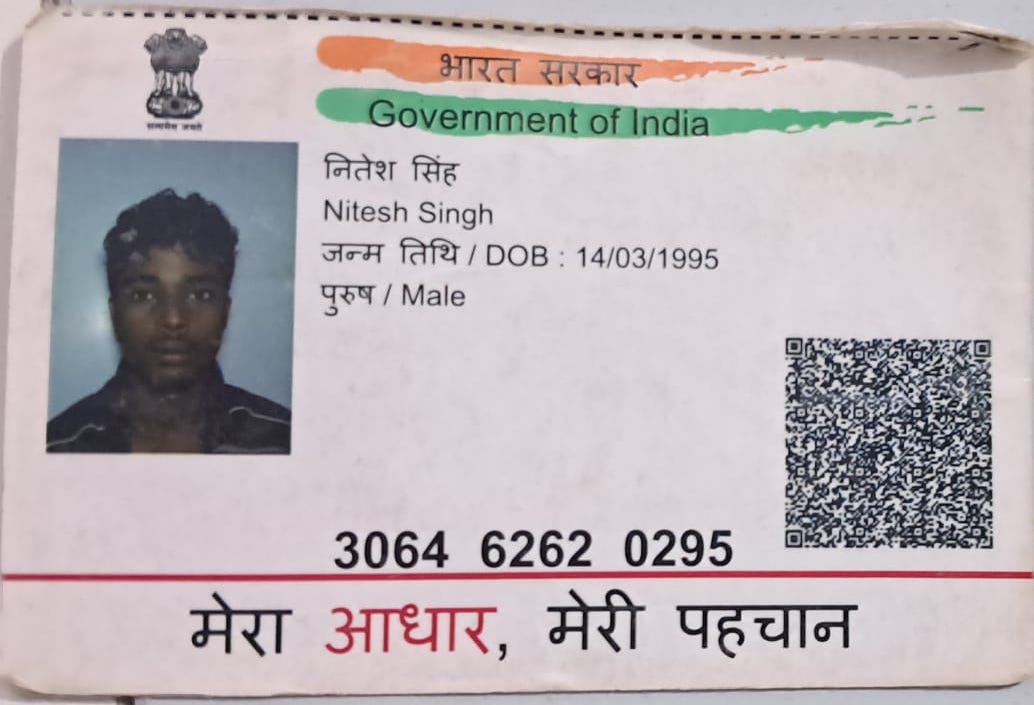 भारत सरकार
Government of India
सत्यमेव जयते
नितेश सिंह
Nitesh Singh
जन्म तिथि / DOB : 14/03/1995
पुरुष / Male
3064 6262 0295
मेरा आधार, मेरी पहचान